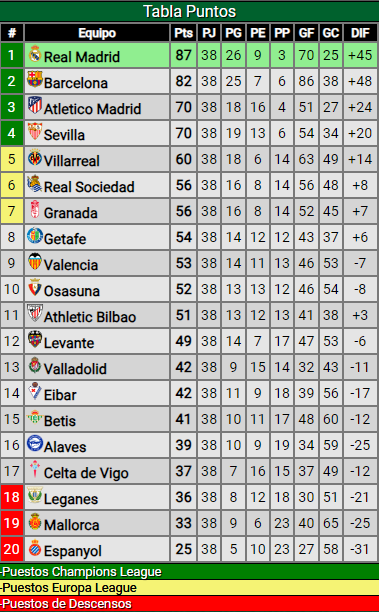 Tabla Puntos
# Equipo Pts PJ PG PE PP GF GC DIF
1 Real Madrid 87 38 26 9 3 70 25 +45
2 Barcelona 82 38 25 7 6 86 38 +48
3 Atletico Madrid 70 38 18 16 4 51 27 +24
4 Sevilla 70 38 19 13 6 54 34 +20
5 Villarreal 60 38 18 6 14 63 49 +14
6 Real Sociedad 56 38 16 8 14 56 48 +8
7 Granada 56 38 16 8 14 52 45 +7
8 Getafe 54 38 14 12 12 43 37 +6
9 Valencia 53 38 14 11 13 46 53 -7
10 Osasuna 52 38 13 13 12 46 54 -8
11 Athletic Bilbao 51 38 13 12 13 41 38 +3
12 Levante 49 38 14 7 17 47 53 -6
13 Valladolid 42 38 9 15 14 32 43 -11
14 Eibar 42 38 11 9 18 39 56 -17
15 Betis 41 38 10 11 17 48 60 -12
16 Alaves 39 38 10 9 19 34 59 -25
17 Celta de Vigo 37 38 7 16 15 37 49 -12
18 Leganes 36 38 8 12 18 30 51 -21
19 Mallorca 33 38 9 6 23 40 65 -25
20 Espanyol 25 38 5 10 23 27 58 -31
-Puestos Champions League
-Puestos Europa League
-Puestos de Descensos